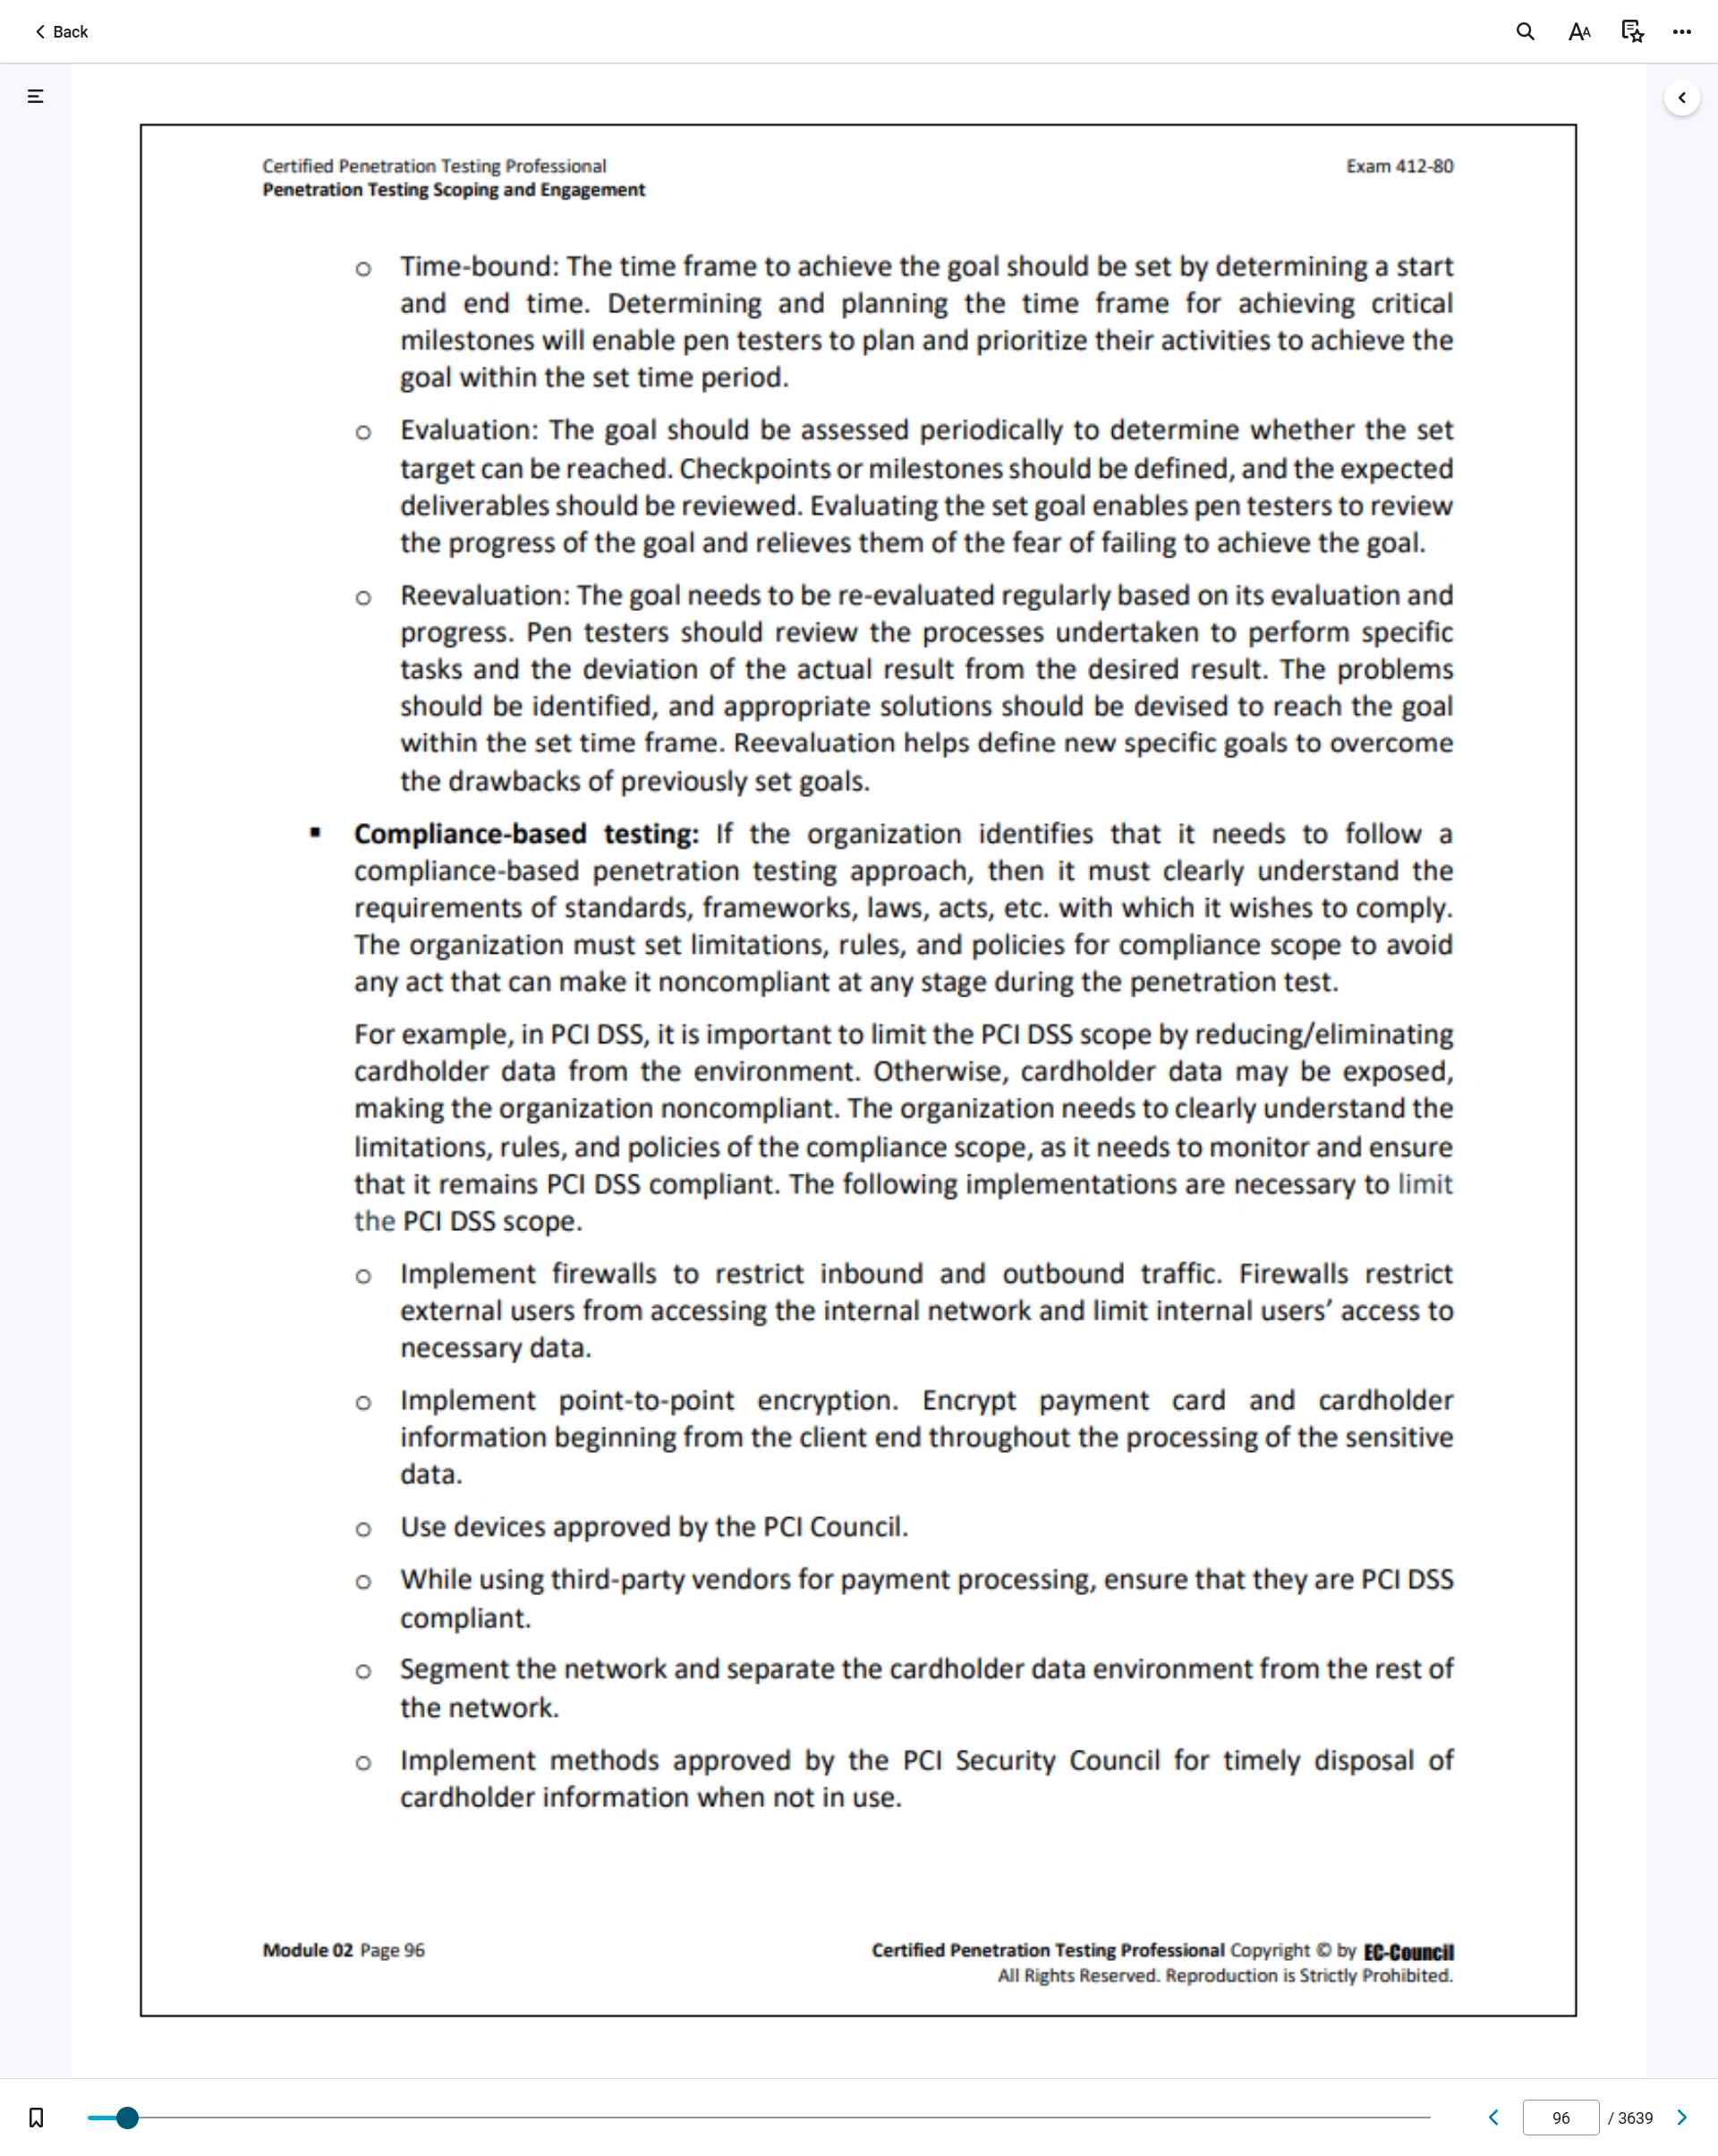 Back
Certified Penetration Testing Professional
Exam 412-80
Penetration Testing Scoping and Engagement
o Time-bound: The time frame to achieve the goal should be set by determining a start
and end time. Determining and planning the time frame for achieving critical
milestones will enable pen testers to plan and prioritize their activities to achieve the
goal within the set time period.
o Evaluation: The goal should be assessed periodically to determine whether the set
target can be reached. Checkpoints or milestones should be defined, and the expected
deliverables should be reviewed. Evaluating the set goal enables pen testers to review
the progress of the goal and relieves them of the fear of failing to achieve the goal.
o Reevaluation: The goal needs to be re-evaluated regularly based on its evaluation and
progress. Pen testers should review the processes undertaken to perform specific
tasks and the deviation of the actual result from the desired result. The problems
should be identified, and appropriate solutions should be devised to reach the goal
within the set time frame. Reevaluation helps define new specific goals to overcome
the drawbacks of previously set goals.
▪ Compliance-based testing: If the organization identifies that it needs to follow a
compliance-based penetration testing approach, then it must clearly understand the
requirements of standards, frameworks, laws, acts, etc. with which it wishes to comply.
The organization must set limitations, rules, and policies for compliance scope to avoid
any act that can make it noncompliant at any stage during the penetration test.
For example, in PCI DSS, it is important to limit the PCI DSS scope by reducing/eliminating
cardholder data from the environment. Otherwise, cardholder data may be exposed,
making the organization noncompliant. The organization needs to clearly understand the
limitations, rules, and policies of the compliance scope, as it needs to monitor and ensure
that it remains PCI DSS compliant. The following implementations are necessary to limit
the PCI DSS scope.
o Implement firewalls to restrict inbound and outbound traffic. Firewalls restrict
external users from accessing the internal network and limit internal users’ access to
necessary data.
o Implement point-to-point encryption. Encrypt payment card and cardholder
information beginning from the client end throughout the processing of the sensitive
data.
o Use devices approved by the PCI Council.
o While using third-party vendors for payment processing, ensure that they are PCI DSS
compliant.
o Segment the network and separate the cardholder data environment from the rest of
the network.
o Implement methods approved by the PCI Security Council for timely disposal of
cardholder information when not in use.
Module 02 Page 96
Certified Penetration Testing Professional Copyright © by EC-Council
All Rights Reserved. Reproduction is Strictly Prohibited.
96 / 3639